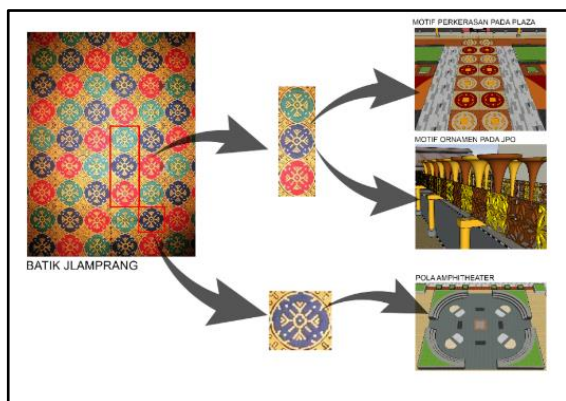 MOTIF PERKERASAN PADA PLAZA
MOTIF ORNAMEN PADA JPO
BATIK JLAMPRANG
POLA AMPHITHEATER